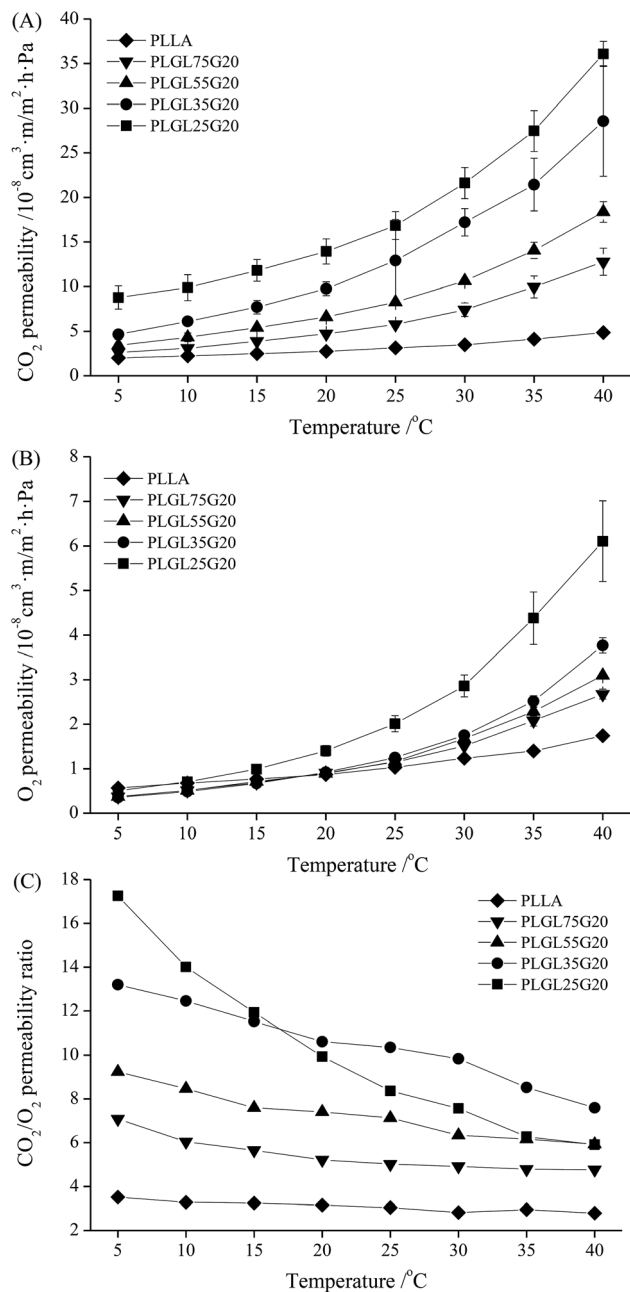 (A)
PLLA
PLGL75G20
PLGL55G20
PLGL35G20
PLGL25G20
CO₂ permeability /10⁻⁸ cm³·m/m²·h·Pa
40
35
30
25
20
15
10
5
0
5 10 15 20 25 30 35 40
Temperature /°C
(B)
PLLA
PLGL75G20
PLGL55G20
PLGL35G20
PLGL25G20
O₂ permeability /10⁻⁸ cm³·m/m²·h·Pa
8
7
6
5
4
3
2
1
0
5 10 15 20 25 30 35 40
Temperature /°C
(C)
PLLA
PLGL75G20
PLGL55G20
PLGL35G20
PLGL25G20
CO₂/O₂ permeability ratio
18
16
14
12
10
8
6
4
2
5 10 15 20 25 30 35 40
Temperature /°C